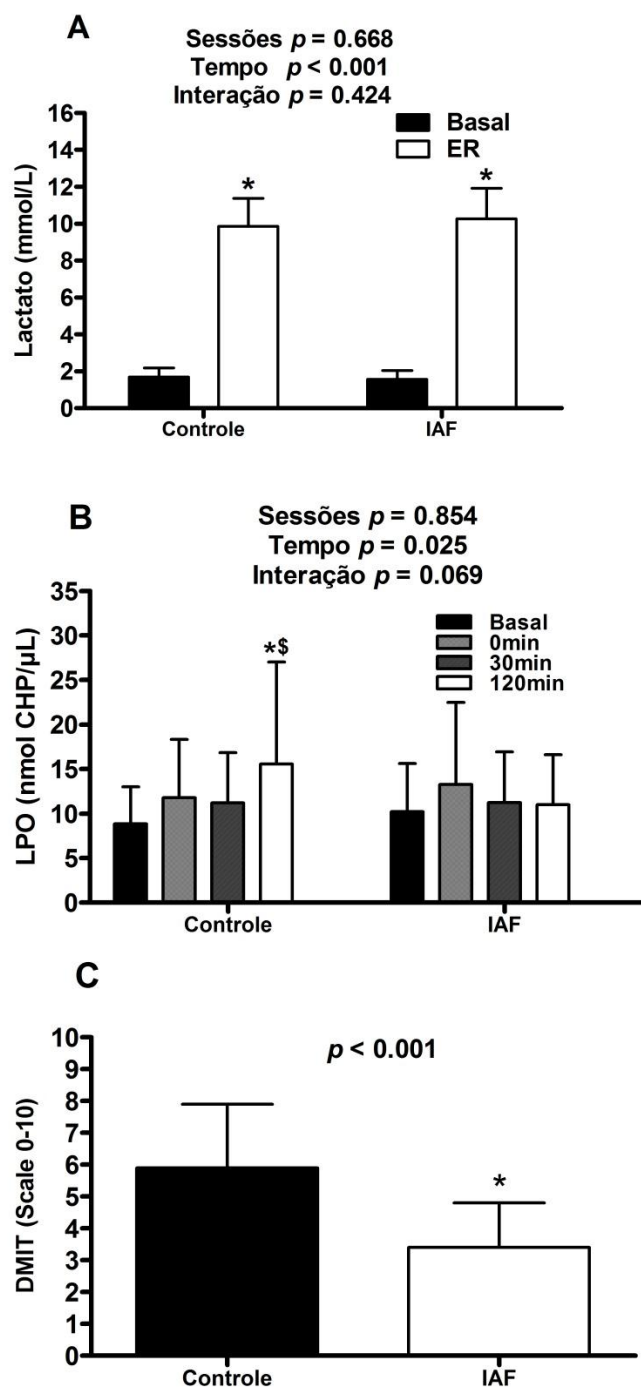 A
Sessões p = 0.668
Tempo p < 0.001
Interação p = 0.424
Basal
ER
Lactato (mmol/L)
16
14
12
10
8
6
4
2
0
*
*
Controle
IAF
B
Sessões p = 0.854
Tempo p = 0.025
Interação p = 0.069
Basal
0min
30min
120min
LPO (nmol CHP/µL)
35
30
25
20
15
10
5
0
*$
Controle
IAF
C
p < 0.001
DMIT (Scale 0-10)
10
9
8
7
6
5
4
3
2
1
0
*
Controle
IAF